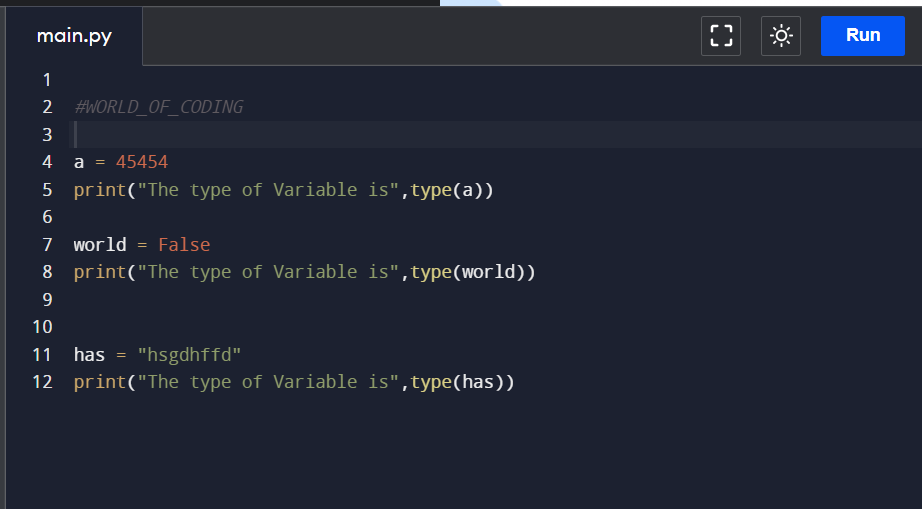 main.py
Run
1
2 #WORLD_OF_CODING
3
4 a = 45454
5 print("The type of Variable is",type(a))
6
7 world = False
8 print("The type of Variable is",type(world))
9
10
11 has = "hsgdhffd"
12 print("The type of Variable is",type(has))